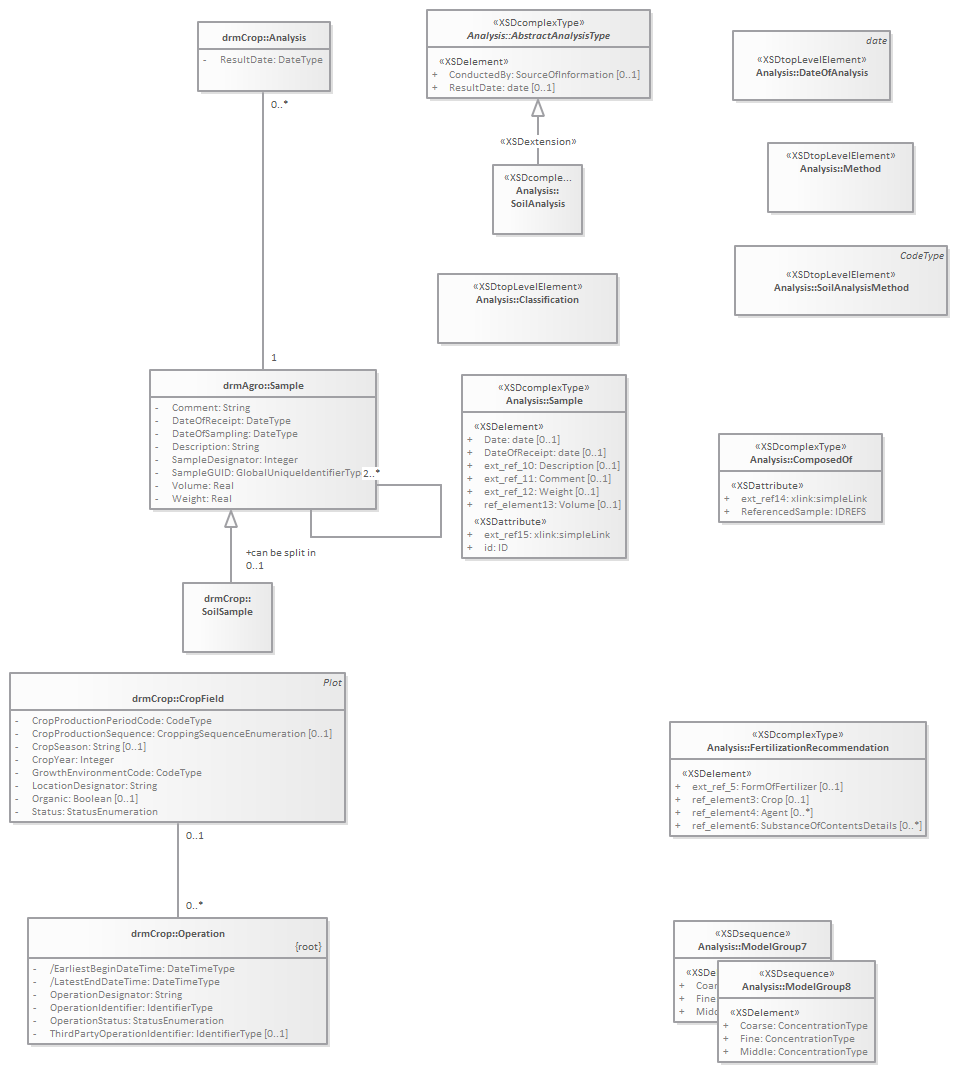 drmCrop::Analysis
- ResultDate: DateType
0..*
1
drmAgro::Sample
- Comment: String
- DateOfReceipt: DateType
- DateOfSampling: DateType
- Description: String
- SampleDesignator: Integer
- SampleGUID: GlobalUniqueIdentifierTyp
2..*
- Volume: Real
- Weight: Real
+can be split in
0..1
drmCrop::
SoilSample
Plot
drmCrop::CropField
- CropProductionPeriodCode: CodeType
- CropProductionSequence: CroppingSequenceEnumeration [0..1]
- CropSeason: String [0..1]
- CropYear: Integer
- GrowthEnvironmentCode: CodeType
- LocationDesignator: String
- Organic: Boolean [0..1]
- Status: StatusEnumeration
0..1
0..*
drmCrop::Operation
{root}
- /EarliestBeginDateTime: DateTimeType
- /LatestEndDateTime: DateTimeType
- OperationDesignator: String
- OperationIdentifier: IdentifierType
- OperationStatus: StatusEnumeration
- ThirdPartyOperationIdentifier: IdentifierType [0..1]
«XSDcomplexType»
Analysis::AbstractAnalysisType
«XSDelement»
+ ConductedBy: SourceOfInformation [0..1]
+ ResultDate: date [0..1]
«XSDextension»
«XSDcomple...
Analysis::
SoilAnalysis
«XSDtopLevelElement»
Analysis::Classification
«XSDcomplexType»
Analysis::Sample
«XSDelement»
+ Date: date [0..1]
+ DateOfReceipt: date [0..1]
+ ext_ref_10: Description [0..1]
+ ext_ref_11: Comment [0..1]
+ ext_ref_12: Weight [0..1]
+ ref_element13: Volume [0..1]
«XSDattribute»
+ ext_ref15: xlink:simpleLink
+ id: ID
date
«XSDtopLevelElement»
Analysis::DateOfAnalysis
«XSDtopLevelElement»
Analysis::Method
CodeType
«XSDtopLevelElement»
Analysis::SoilAnalysisMethod
«XSDcomplexType»
Analysis::ComposedOf
«XSDattribute»
+ ext_ref14: xlink:simpleLink
+ ReferencedSample: IDREFS
«XSDcomplexType»
Analysis::FertilizationRecommendation
«XSDelement»
+ ext_ref_5: FormOfFertilizer [0..1]
+ ref_element3: Crop [0..1]
+ ref_element4: Agent [0..*]
+ ref_element6: SubstanceOfContentsDetails [0..*]
«XSDsequence»
Analysis::ModelGroup7
«XSDe
+ Coar
+ Fine
+ Midd
«XSDsequence»
Analysis::ModelGroup8
«XSDelement»
+ Coarse: ConcentrationType
+ Fine: ConcentrationType
+ Middle: ConcentrationType